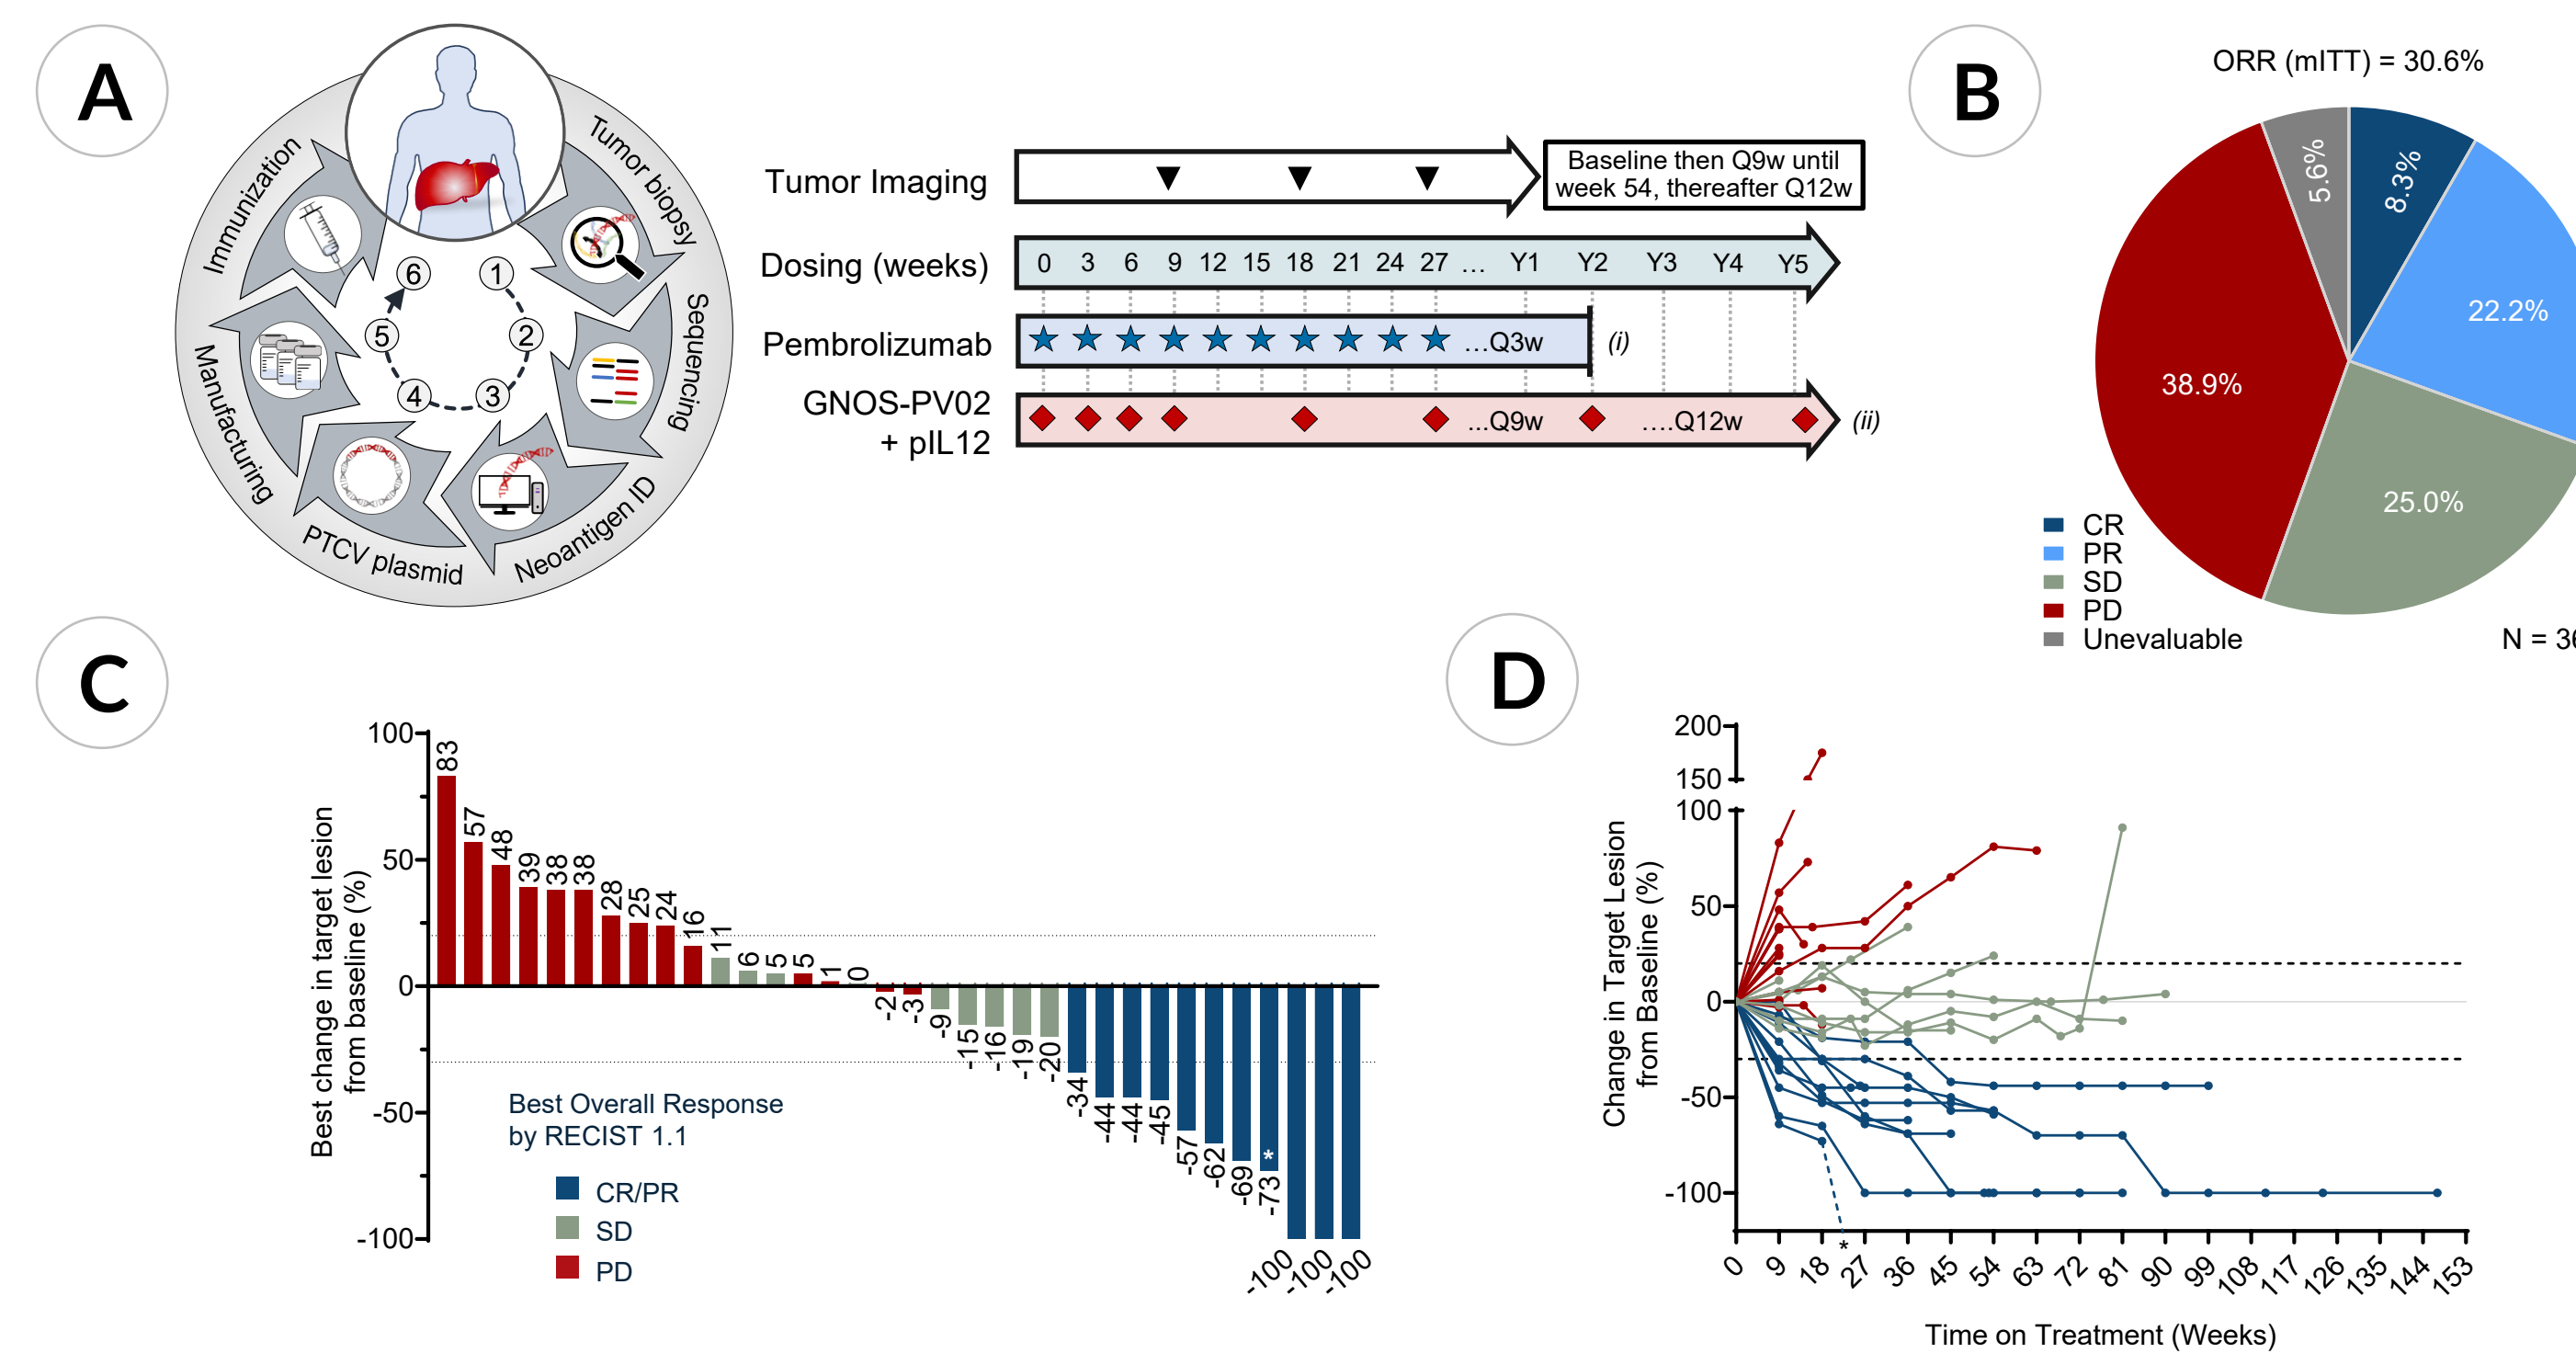 A
Immunization
Tumor biopsy
Sequencing
Neoantigen ID
PTCV plasmid
Manufacturing
1
2
3
4
5
6
Tumor Imaging
Baseline then Q9w until
week 54, thereafter Q12w
Dosing (weeks)
0 3 6 9 12 15 18 21 24 27 ... Y1 Y2 Y3 Y4 Y5
Pembrolizumab
...Q3w
(i)
GNOS-PV02
+ pIL12
...Q9w
....Q12w
(ii)
B
ORR (mITT) = 30.6%
5.6%
8.3%
22.2%
38.9%
25.0%
CR
PR
SD
PD
Unevaluable
N = 36
C
Best change in target lesion
from baseline (%)
100
50
0
-50
-100
83 57 48 39 38 38 28 25 24 16 11 6 5 5 1 0 -2 -3 -9 -15 -16 -19 -20 -34 -44 -44 -45 -57 -62 -69 -73 -100 -100 -100
*
Best Overall Response
by RECIST 1.1
CR/PR
SD
PD
D
Change in Target Lesion
from Baseline (%)
200
150
100
50
0
-50
-100
*
0 9 18 27 36 45 54 63 72 81 90 99 108 117 126 135 144 153
Time on Treatment (Weeks)